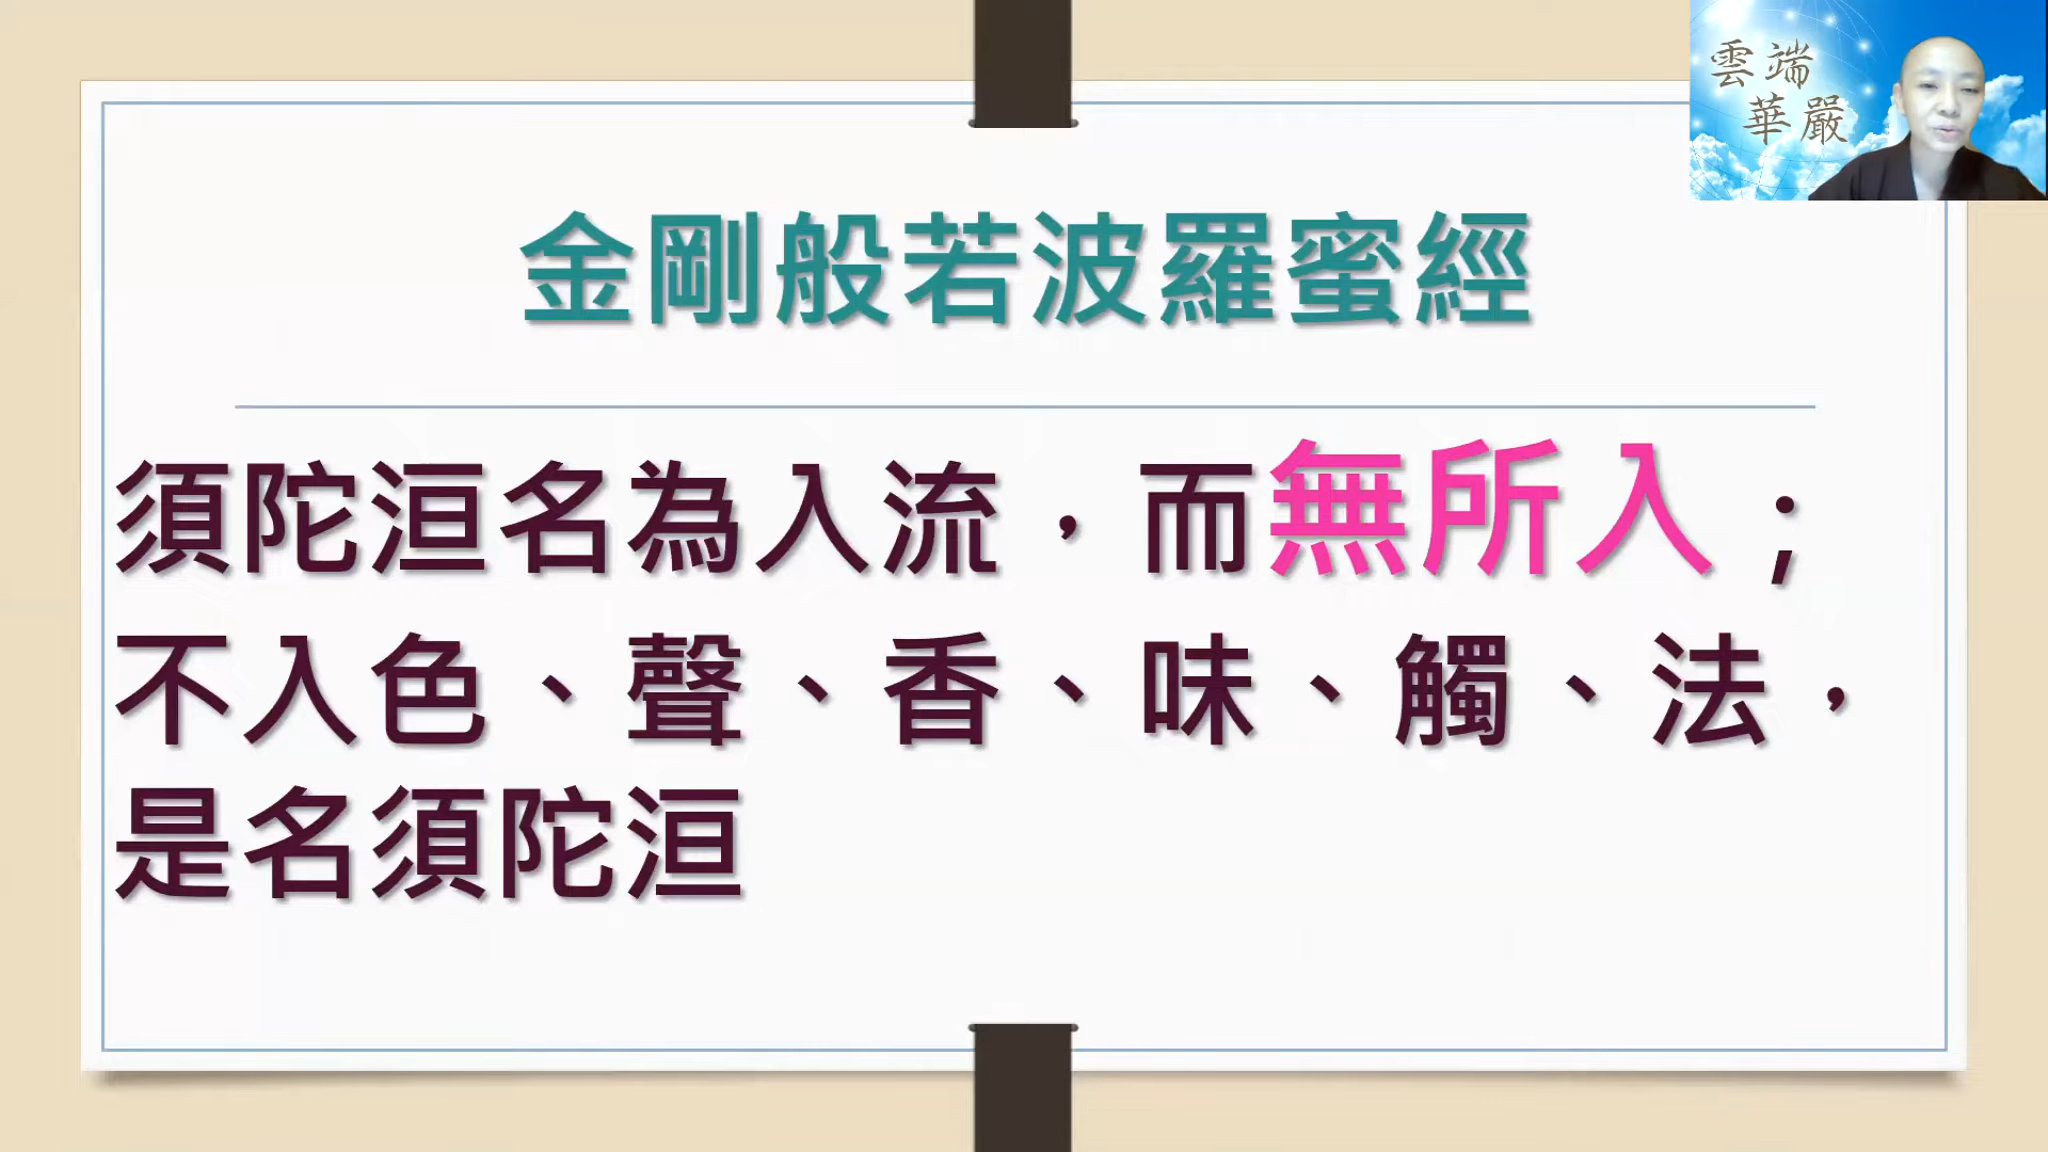 雲端
華嚴
金剛般若波羅蜜經
須陀洹名為入流，而無所入；
不入色、聲、香、味、觸、法，
是名須陀洹